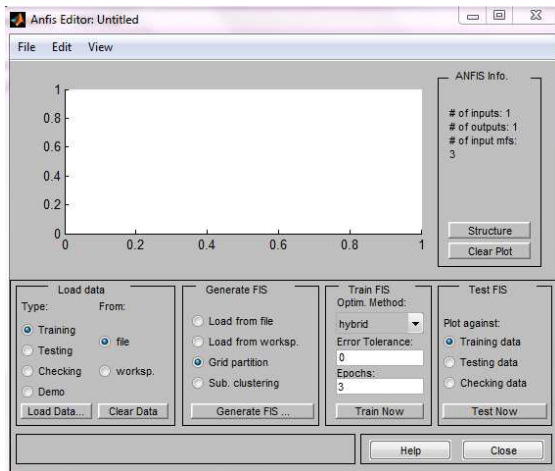 Anfis Editor: Untitled
File Edit View
1
0.8
0.6
0.4
0.2
0
0 0.2 0.4 0.6 0.8 1
ANFIS Info.
# of inputs: 1
# of outputs: 1
# of input mfs:
3
Structure
Clear Plot
Load data
Type: From:
Training
Testing
Checking
Demo
file
worksp.
Load Data... Clear Data
Generate FIS
Load from file
Load from worksp.
Grid partition
Sub. clustering
Generate FIS ...
Train FIS
Optim. Method:
hybrid
Error Tolerance:
0
Epochs:
3
Train Now
Test FIS
Plot against:
Training data
Testing data
Checking data
Test Now
Help Close